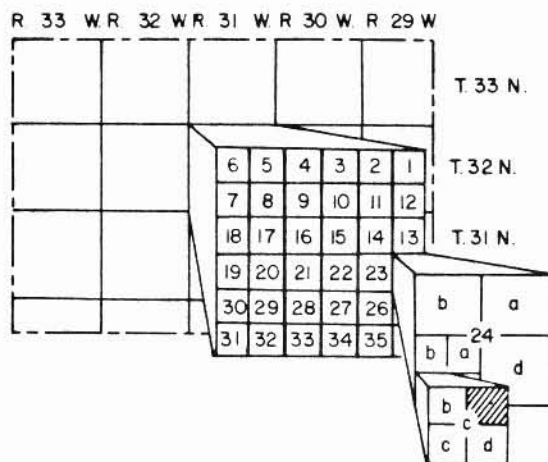 R 33 W. R. 32 W R. 31 W. R 30 W. R 29 W
T. 33 N.
6 5 4 3 2 1
T. 32 N.
7 8 9 10 11 12
18 17 16 15 14 13
T. 31 N.
19 20 21 22 23
b a
30 29 28 27 26
24
31 32 33 34 35
b a
d
b
c
c d